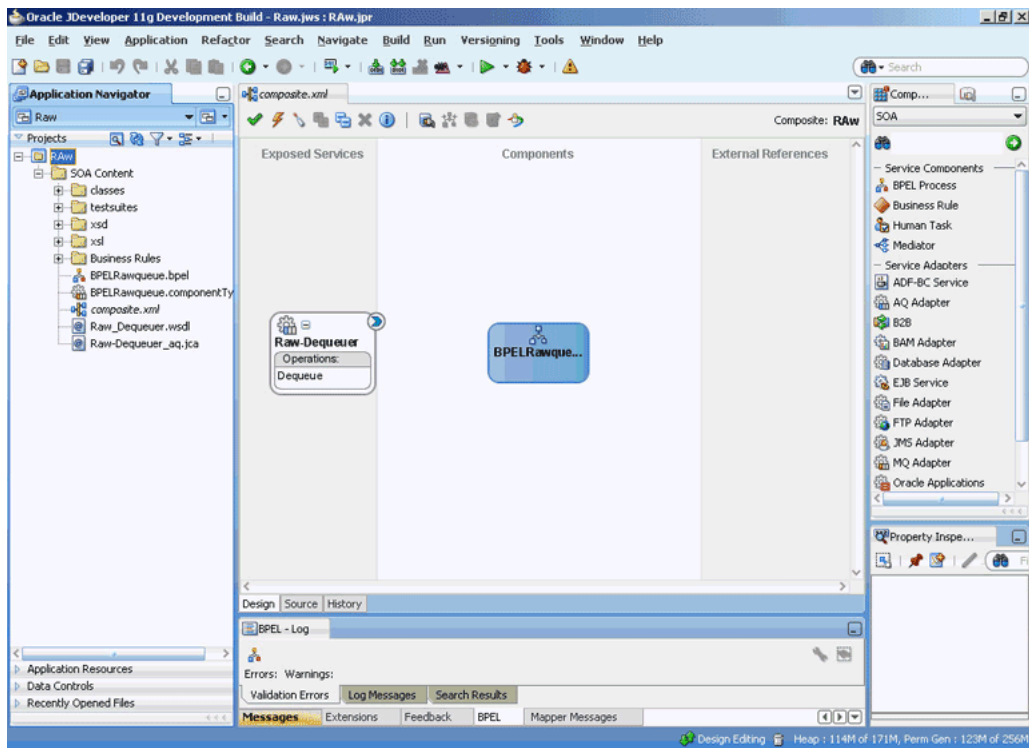 Oracle JDeveloper 11g Development Build - Raw.jws : RAw.jpr
File Edit View Application Refactor Search Navigate Build Run Versioning Tools Window Help
Search
Application Navigator
Raw
Projects
RAw
SOA Content
classes
testsuites
xsd
xsl
Business Rules
BPELRawqueue.bpel
BPELRawqueue.componentTy
composite.xml
Raw_Dequeuer.wsdl
Raw-Dequeuer_aq.jca
Application Resources
Data Controls
Recently Opened Files
composite.xml
Composite: RAw
Exposed Services Components External References
Raw-Dequeuer
Operations:
Dequeue
BPELRawque...
Design Source History
BPEL - Log
Errors: Warnings:
Validation Errors Log Messages Search Results
Messages Extensions Feedback BPEL Mapper Messages
Comp...
SOA
Service Components
BPEL Process
Business Rule
Human Task
Mediator
Service Adapters
ADF-BC Service
AQ Adapter
B2B
BAM Adapter
Database Adapter
EJB Service
File Adapter
FTP Adapter
JMS Adapter
MQ Adapter
Oracle Applications
Property Inspe...
Fi
Design Editing Heap : 114M of 171M, Perm Gen : 123M of 256M